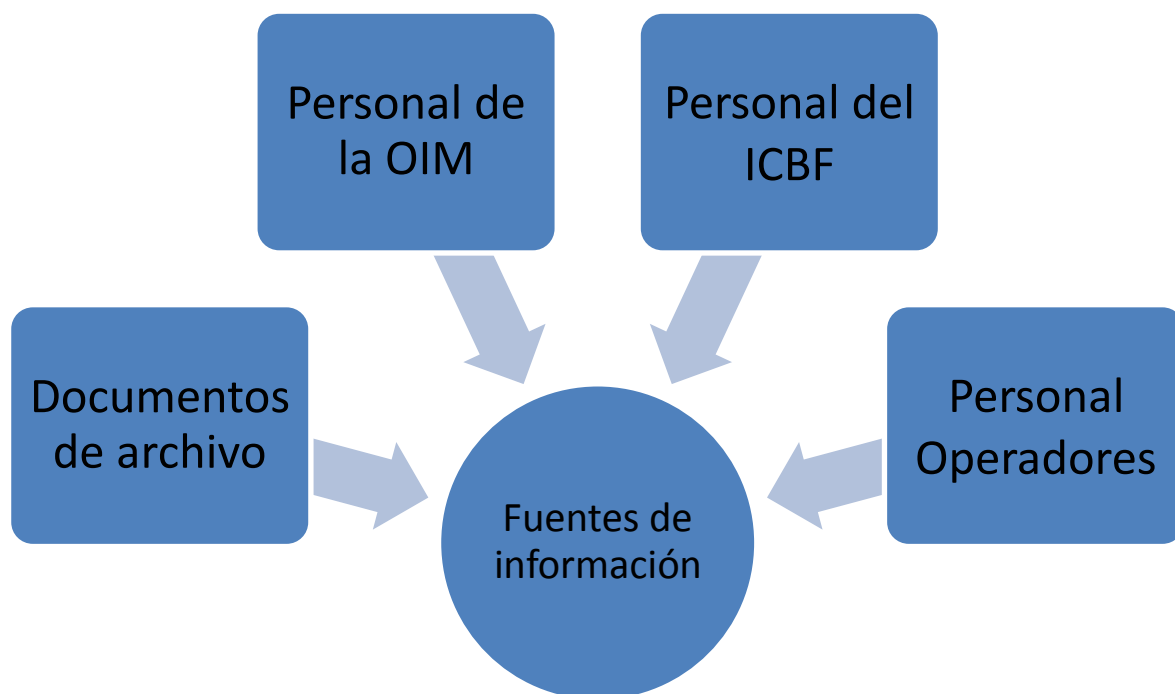 Personal de
la OIM
Personal del
ICBF
Documentos
de archivo
Personal
Operadores
Fuentes de
información